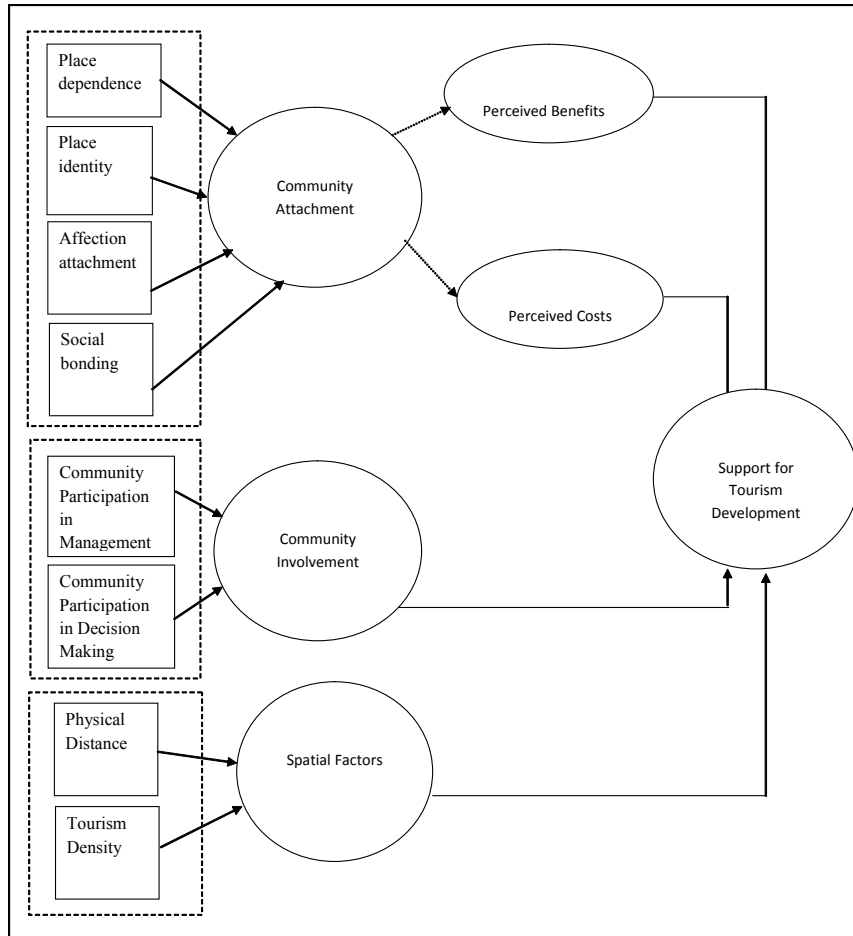 Place
dependence
Place
identity
Affection
attachment
Social
bonding
Community
Attachment
Perceived Benefits
Perceived Costs
Community
Participation
in
Management
Community
Participation
in Decision
Making
Community
Involvement
Support for
Tourism
Development
Physical
Distance
Tourism
Density
Spatial Factors